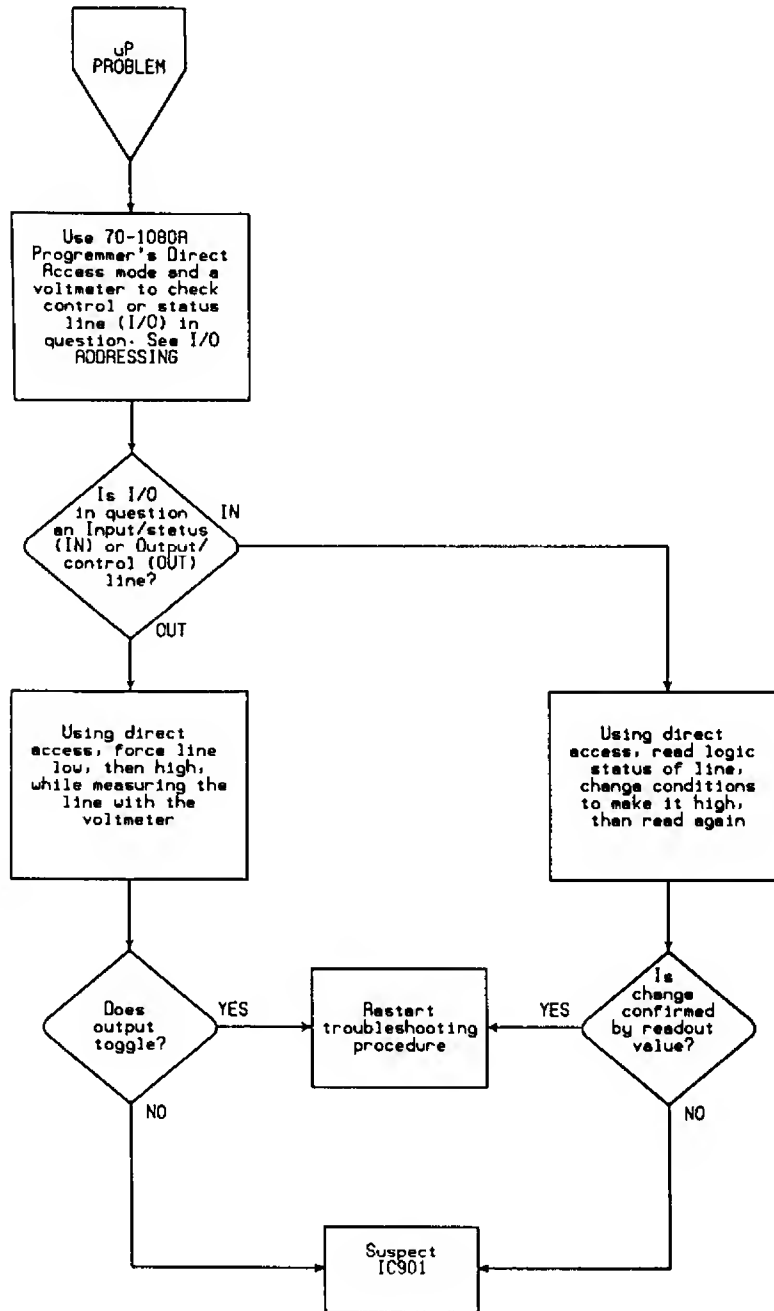 uP
PROBLEM
Use 70-1080A
Programmer's Direct
Access mode and a
voltmeter to check
control or status
line (I/O) in
question. See I/O
ADDRESSING
Is I/O
in question
an Input/status
(IN) or Output/
control (OUT)
line?
IN
OUT
Using direct
access, force line
low, then high,
while measuring the
line with the
voltmeter
Using direct
access, read logic
status of line,
change conditions
to make it high,
than read again
Does
output
toggle?
YES
Restart
troubleshooting
procedure
YES
Is
change
confirmed
by readout
value?
NO
NO
Suspect
IC901